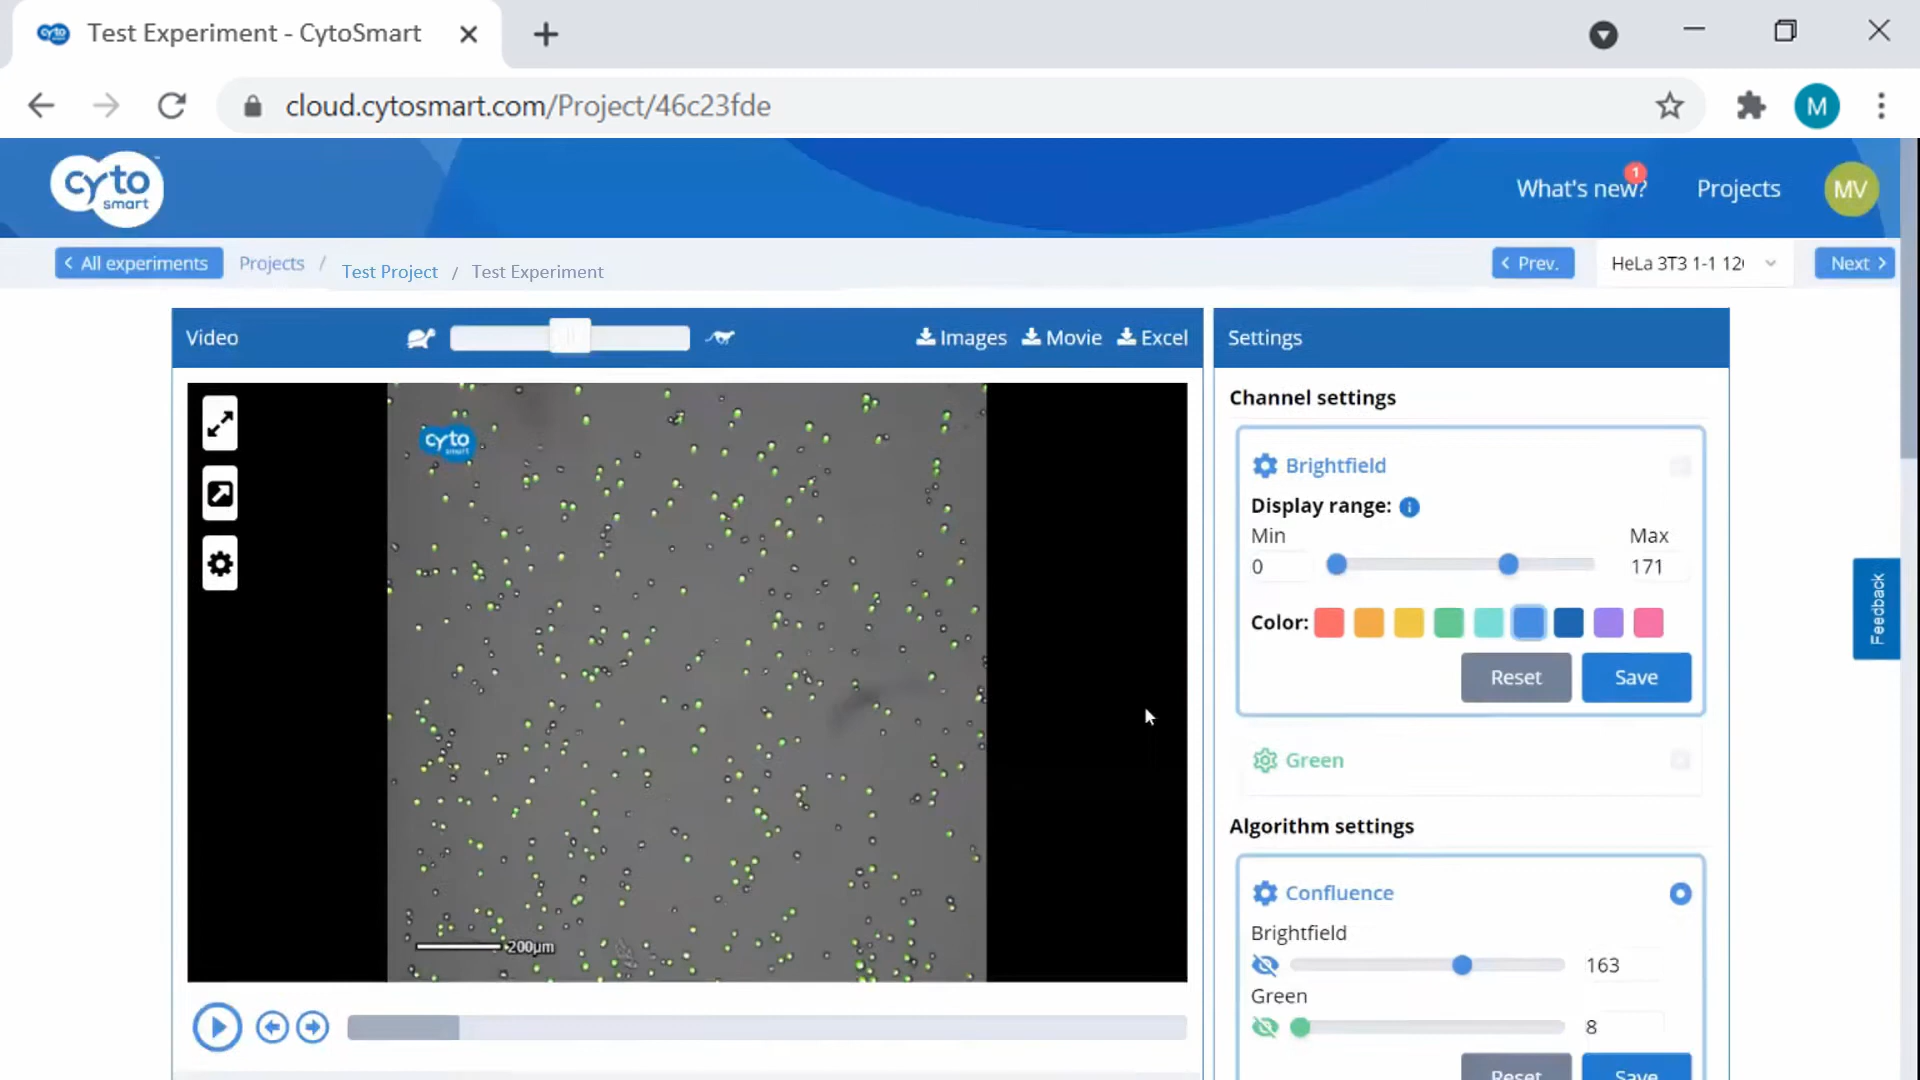 Test Experiment - CytoSmart
cloud.cytosmart.com/Project/46c23fde
cyto smart
What's new? 1
Projects
MV
All experiments
Projects / Test Project / Test Experiment
Prev.
HeLa 3T3 1-1 12
Next
Video
Images
Movie
Excel
Settings
cyto smart
200µm
Channel settings
Brightfield
Display range: i
Min
Max
0
171
Color:
Reset
Save
Green
Algorithm settings
Confluence
Brightfield
163
Green
8
Reset
Save
Feedback
M